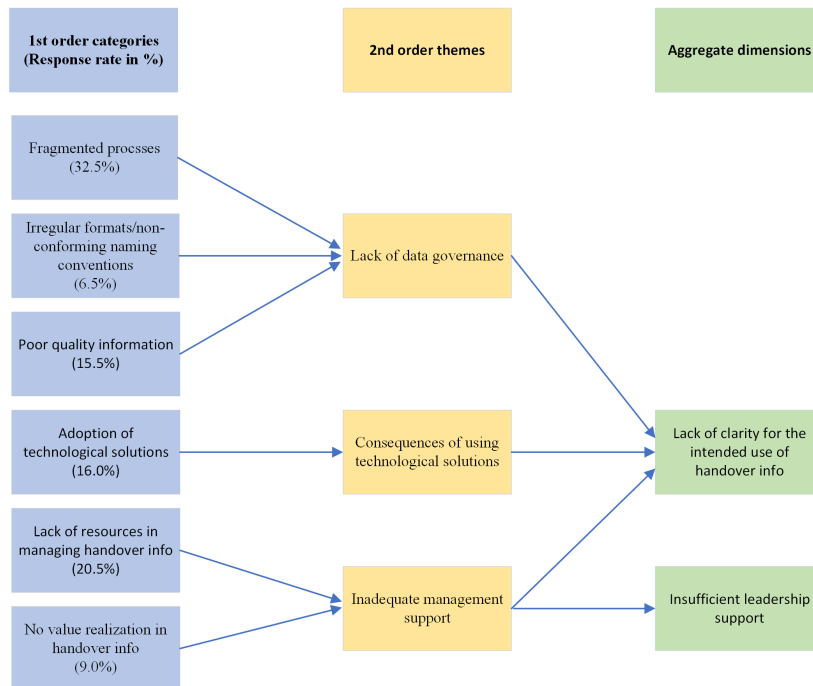 1st order categories
(Response rate in %)
2nd order themes
Aggregate dimensions
Fragmented procsses
(32.5%)
Irregular formats/non-
conforming naming
conventions
(6.5%)
Lack of data governance
Poor quality information
(15.5%)
Adoption of
technological solutions
(16.0%)
Consequences of using
technological solutions
Lack of clarity for the
intended use of
handover info
Lack of resources in
managing handover info
(20.5%)
Inadequate management
support
Insufficient leadership
support
No value realization in
handover info
(9.0%)